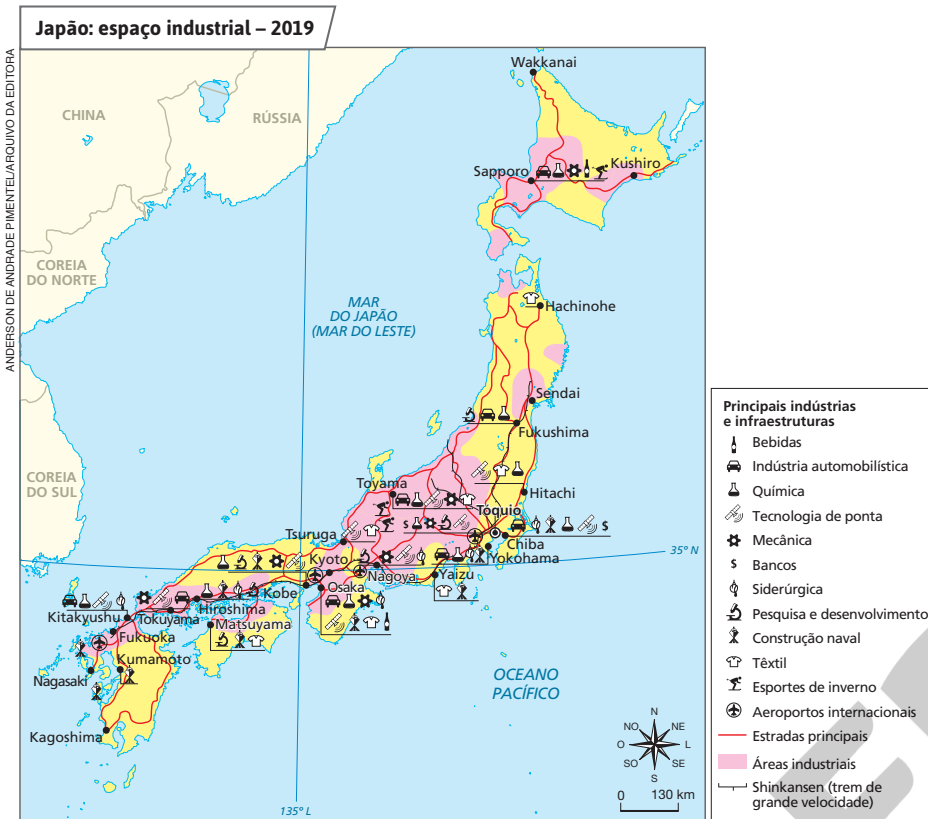 Japão: espaço industrial – 2019
ANDERSON DE ANDRADE PIMENTEL/ARQUIVO DA EDITORA
CHINA
RÚSSIA
COREIA
DO NORTE
COREIA
DO SUL
MAR
DO JAPÃO
(MAR DO LESTE)
Wakkanai
Sapporo
Kushiro
Hachinohe
Sendai
Fukushima
Hitachi
Toyama
Tóquio
Tsuruga
Chiba
Yokohama
35° N
Kyoto
Nagoya
Yaizu
Kobe
Osaka
Hiroshima
Kitakyushu
Tokuyama
Matsuyama
Fukuoka
Kumamoto
Nagasaki
Kagoshima
OCEANO
PACÍFICO
135° L
N
NO
NE
O
L
SO
SE
S
0
130 km
Principais indústrias
e infraestruturas
Bebidas
Indústria automobilística
Química
Tecnologia de ponta
Mecânica
$ Bancos
Siderúrgica
Pesquisa e desenvolvimento
Construção naval
Têxtil
Esportes de inverno
Aeroportos internacionais
Estradas principais
Áreas industriais
Shinkansen (trem de
grande velocidade)